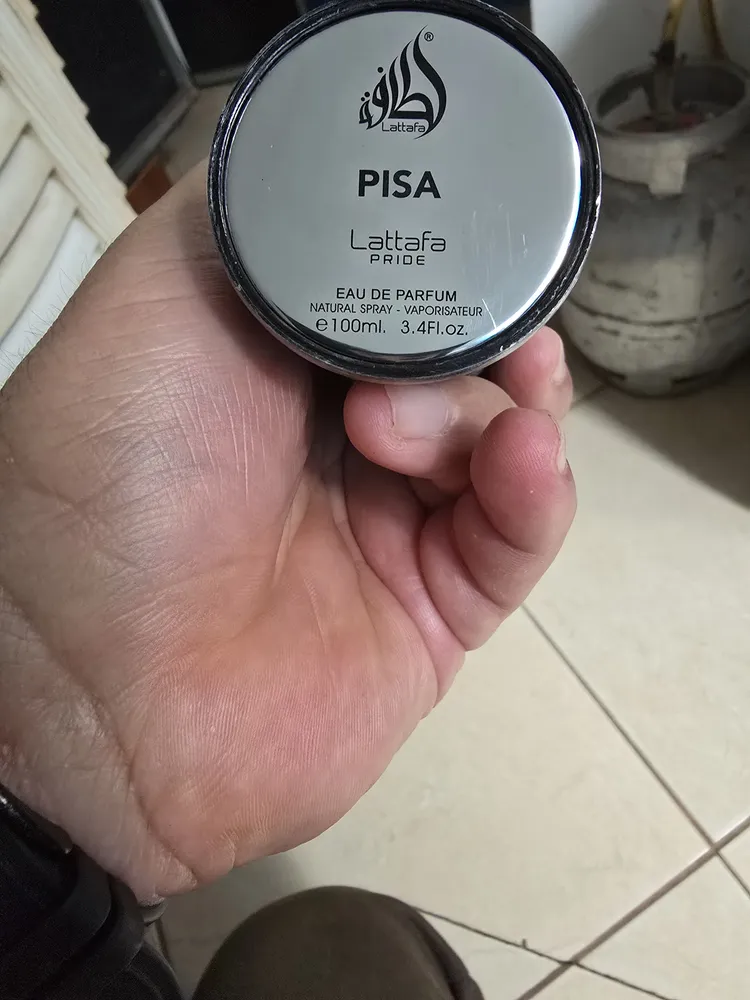 لطافة®
Lattafa
PISA
Lattafa
PRIDE
EAU DE PARFUM
NATURAL SPRAY - VAPORISATEUR
℮100ml. 3.4Fl.oz.